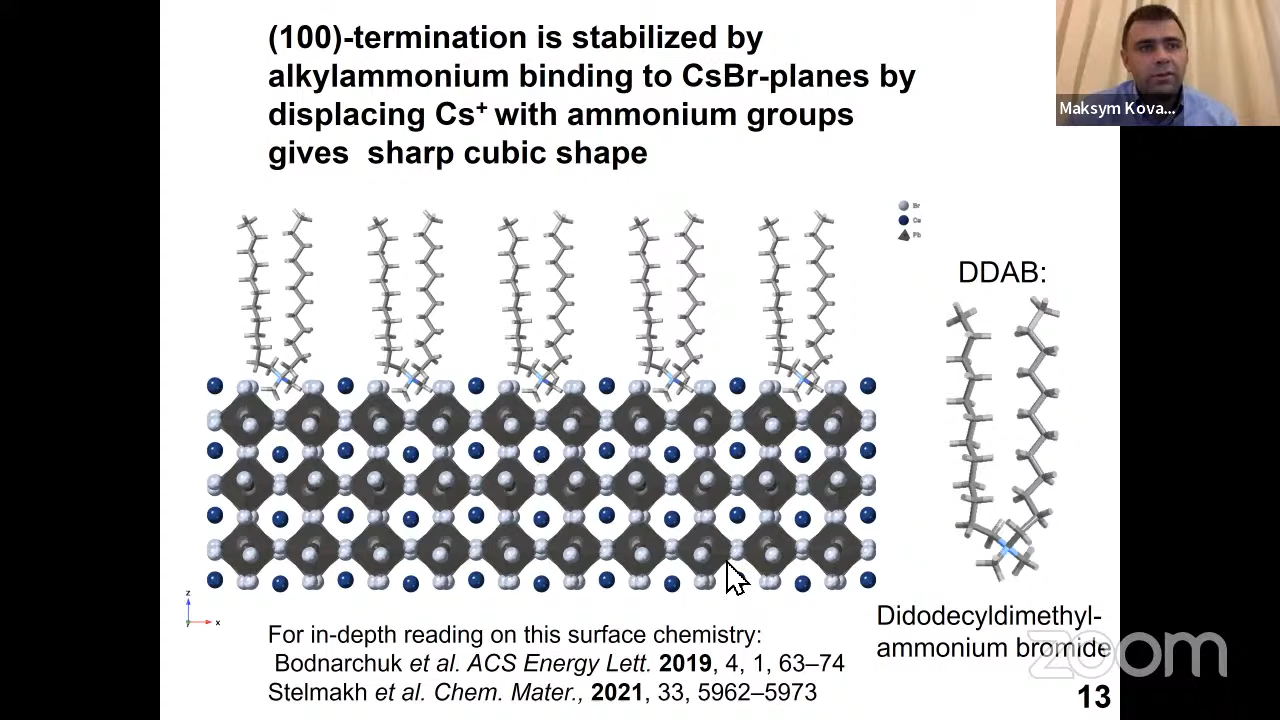 (100)-termination is stabilized by
alkylammonium binding to CsBr-planes by
displacing Cs+ with ammonium groups
gives  sharp cubic shape
Maksym Kova...
Br
Cs
Pb
DDAB:
z
y
x
Didodecyldimethyl-
ammonium bromide
For in-depth reading on this surface chemistry:
Bodnarchuk et al. ACS Energy Lett. 2019, 4, 1, 63–74
Stelmakh et al. Chem. Mater., 2021, 33, 5962–5973
zoom
13